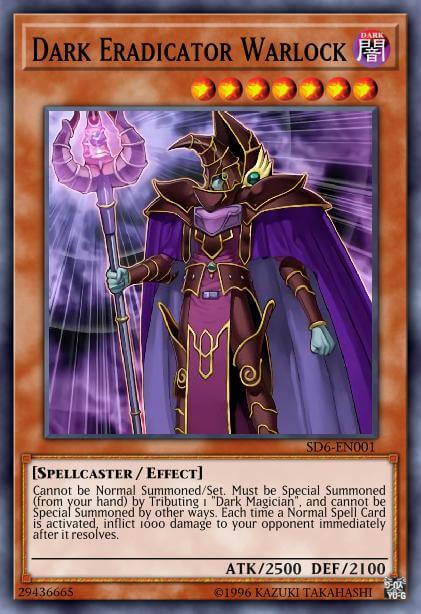 DARK ERADICATOR WARLOCK
DARK
闇
SD6-EN001
[SPELLCASTER / EFFECT]
Cannot be Normal Summoned/Set. Must be Special Summoned
(from your hand) by Tributing 1 "Dark Magician", and cannot be
Special Summoned by other ways. Each time a Normal Spell Card
is activated, inflict 1000 damage to your opponent immediately
after it resolves.
ATK/2500 DEF/2100
29436665
©1996 KAZUKI TAKAHASHI